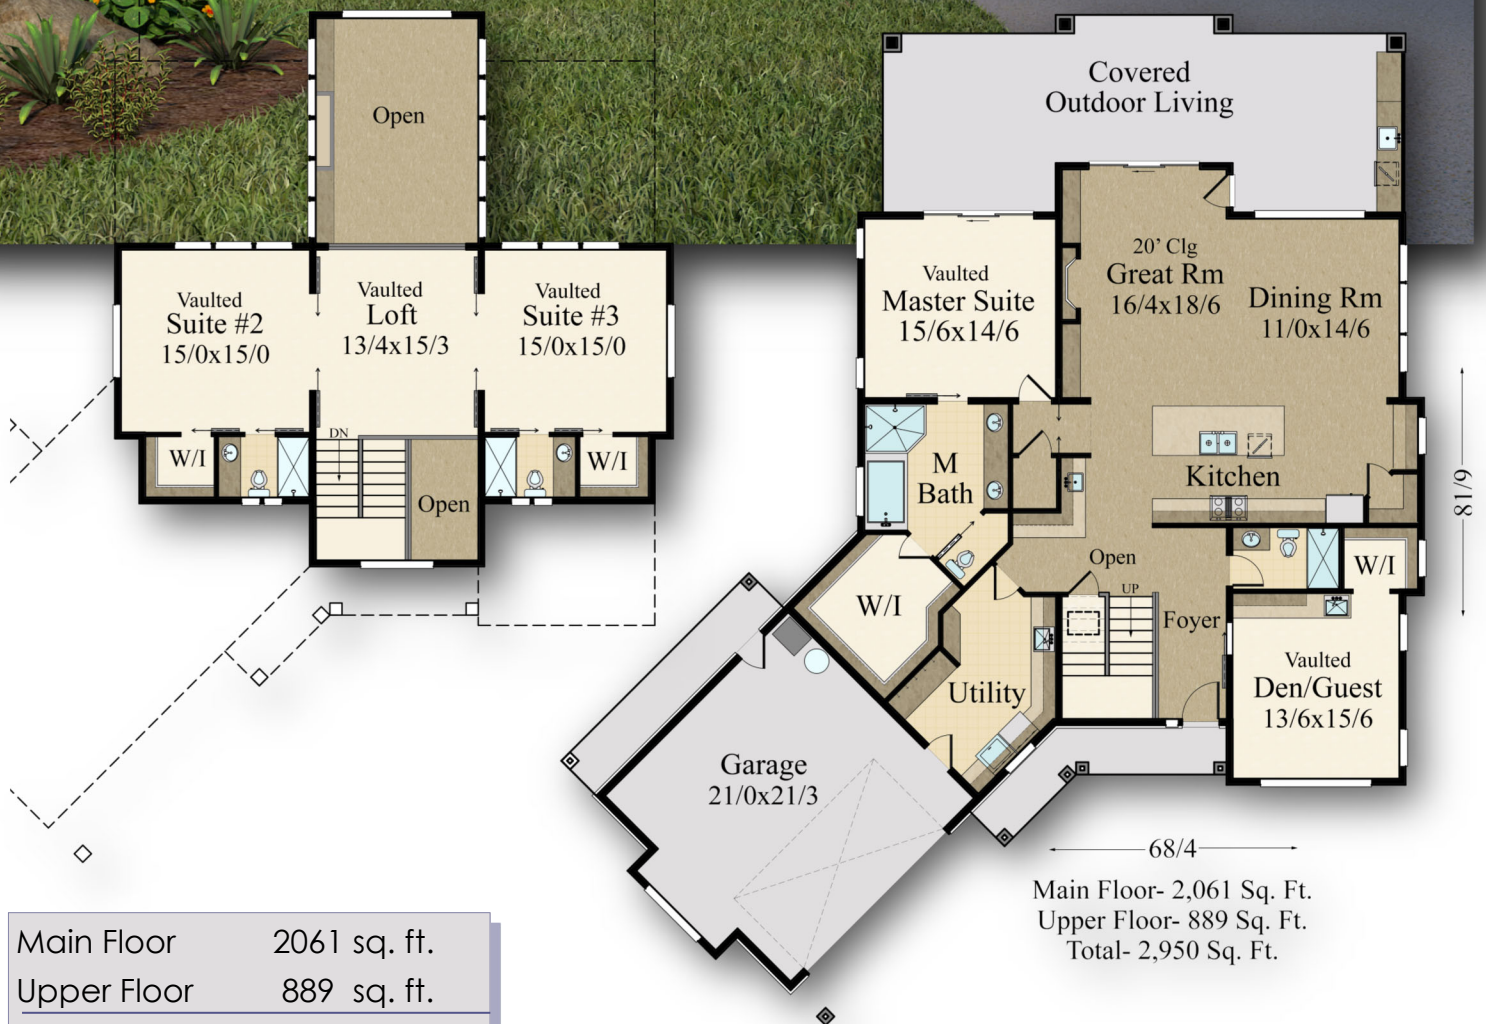 Open
Vaulted
Suite #2
15/0x15/0
Vaulted
Loft
13/4x15/3
Vaulted
Suite #3
15/0x15/0
DN
W/I
W/I
Open
Covered
Outdoor Living
Vaulted
Master Suite
15/6x14/6
20' Clg
Great Rm
16/4x18/6
Dining Rm
11/0x14/6
M
Bath
Kitchen
81/9
Open
UP
W/I
W/I
Foyer
Utility
Vaulted
Den/Guest
13/6x15/6
Garage
21/0x21/3
68/4
Main Floor- 2,061 Sq. Ft.
Upper Floor- 889 Sq. Ft.
Total- 2,950 Sq. Ft.
Main Floor 2061 sq. ft.
Upper Floor 889 sq. ft.